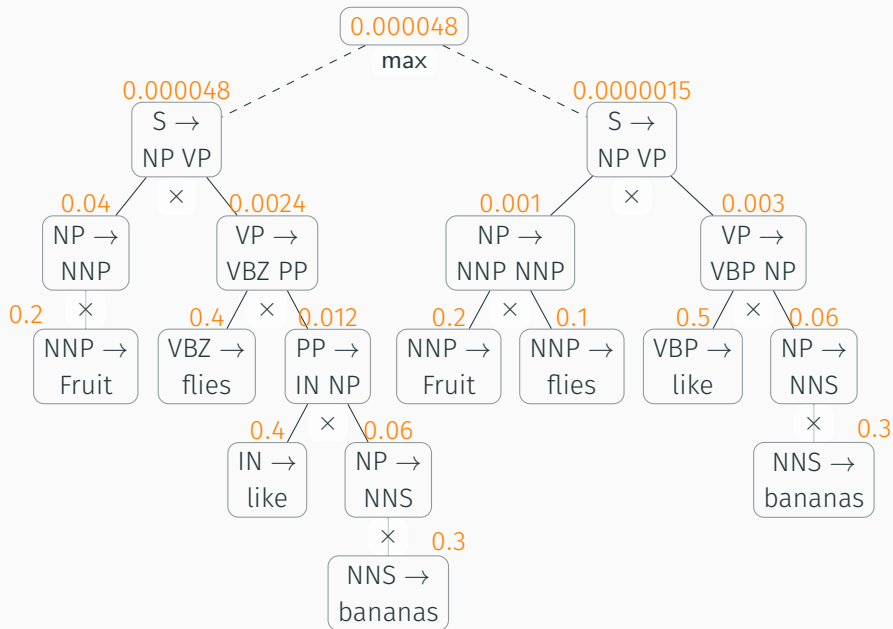 0.000048
max
0.000048 0.0000015
S → S →
NP VP NP VP
× ×
0.04 0.0024 0.001 0.003
NP → VP → NP → VP →
NNP VBZ PP NNP NNP VBP NP
× × × ×
0.2 0.4 0.012 0.2 0.1 0.5 0.06
NNP → VBZ → PP → NNP → NNP → VBP → NP →
Fruit flies IN NP Fruit flies like NNS
× ×
0.4 0.06 0.3
IN → NP → NNS →
like NNS bananas
×
0.3
NNS →
bananas